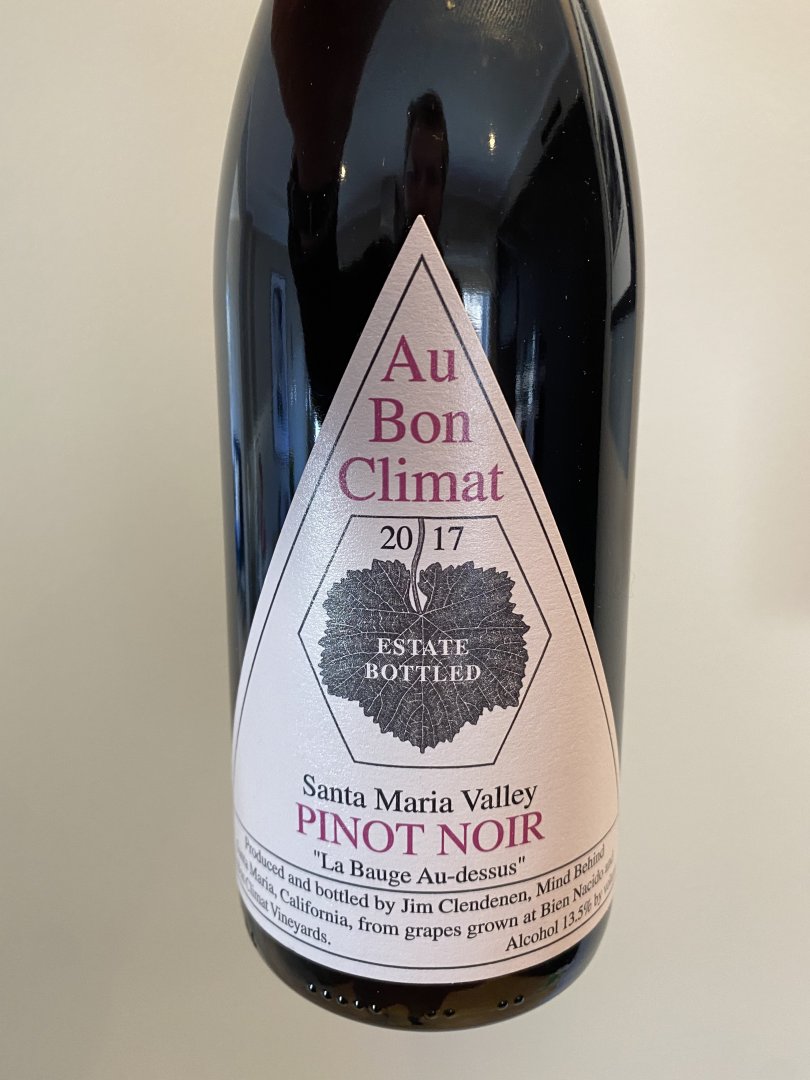 Au
Bon
Climat
20 17
ESTATE
BOTTLED
Santa Maria Valley
PINOT NOIR
"La Bauge Au-dessus"
Produced and bottled by Jim Clendenen, Mind Behind
Maria, California, from grapes grown at Bien Nacido
Climat Vineyards.
Alcohol 13.5% by